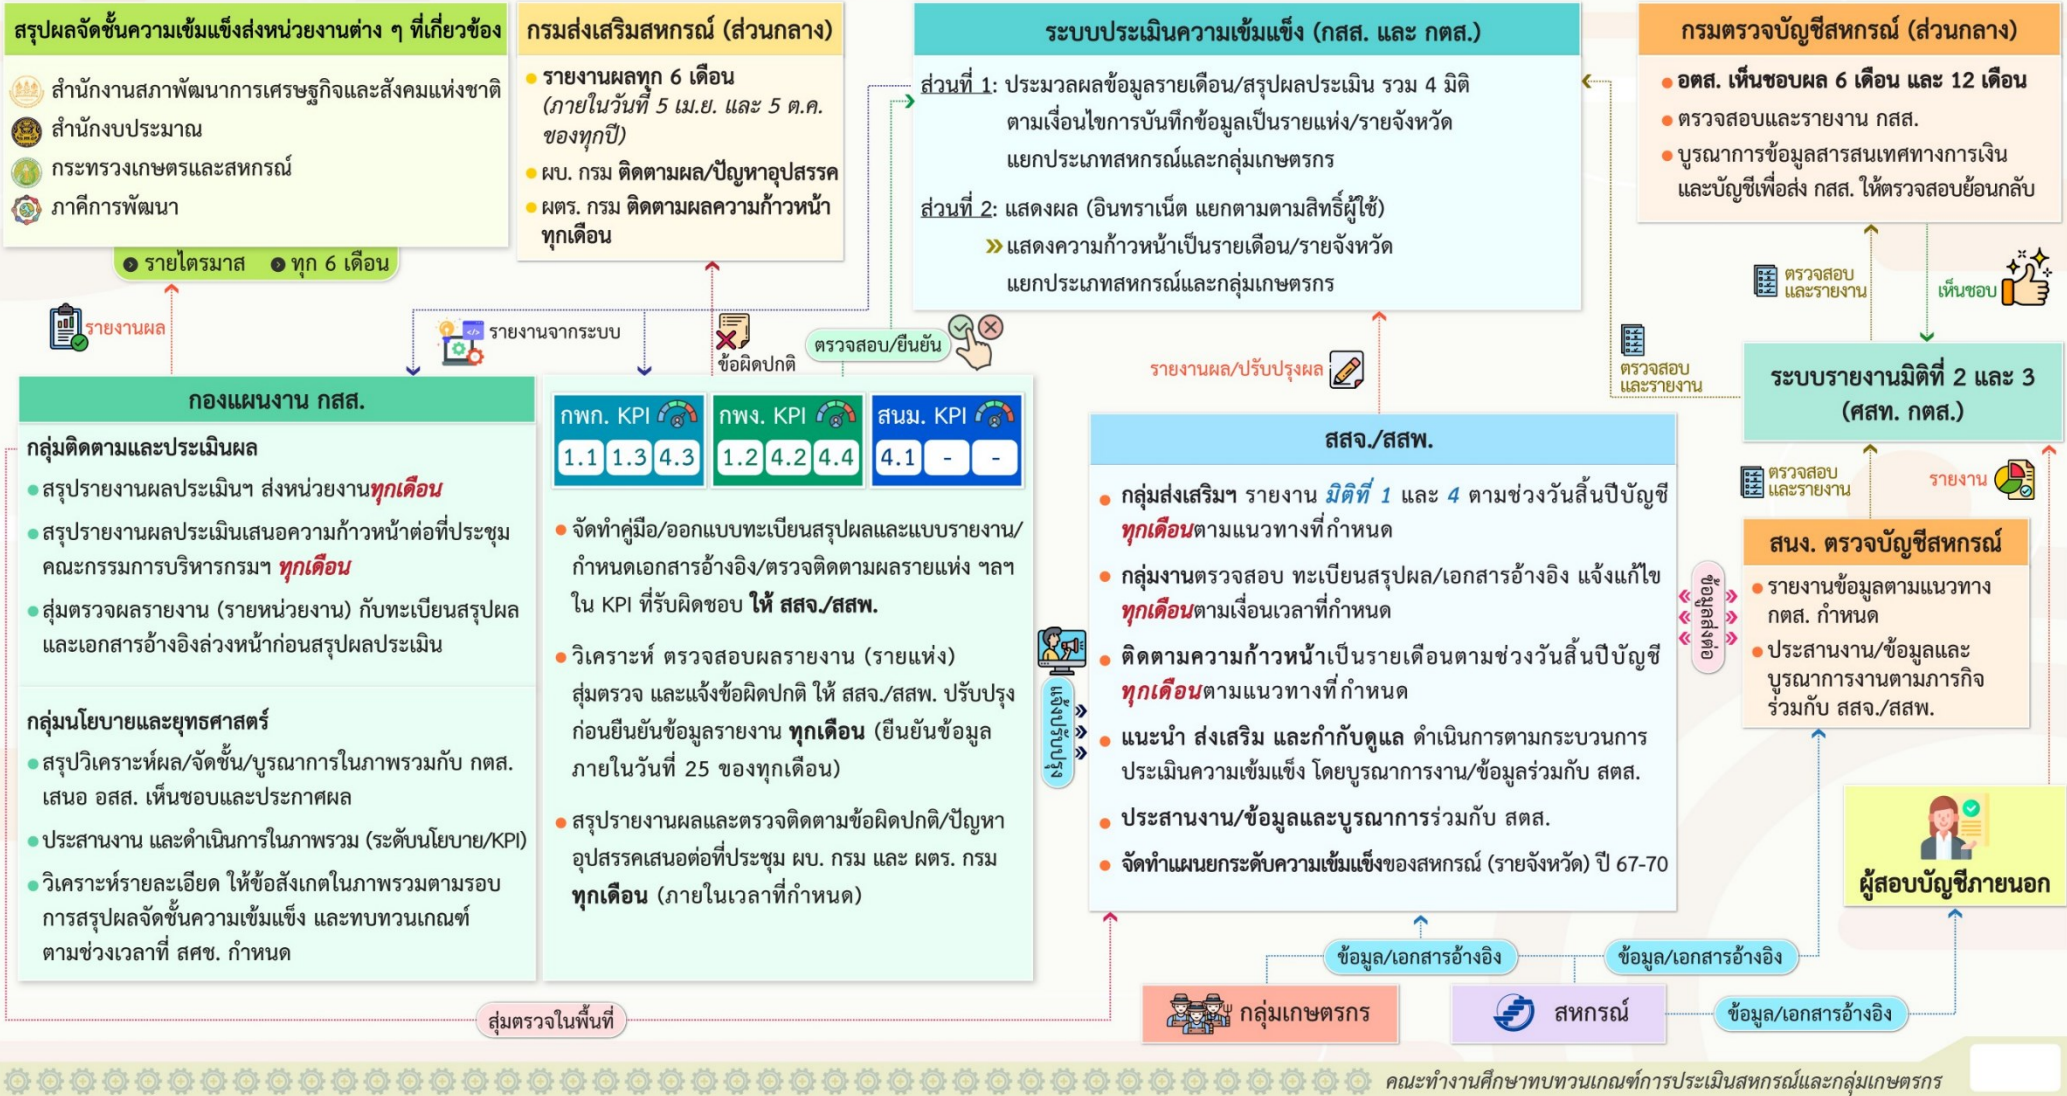 สรุปผลจัดชั้นความเข้มแข็งส่งหน่วยงานต่าง ๆ ที่เกี่ยวข้อง
สำนักงานสภาพัฒนาการเศรษฐกิจและสังคมแห่งชาติ
สำนักงบประมาณ
กระทรวงเกษตรและสหกรณ์
ภาคีการพัฒนา
รายไตรมาส ทุก 6 เดือน
กรมส่งเสริมสหกรณ์ (ส่วนกลาง)
รายงานผลทุก 6 เดือน
(ภายในวันที่ 5 เม.ย. และ 5 ต.ค.
ของทุกปี)
ผบ. กรม ติดตามผล/ปัญหาอุปสรรค
ผตร. กรม ติดตามผลความก้าวหน้า
ทุกเดือน
ระบบประเมินความเข้มแข็ง (กสส. และ กตส.)
ส่วนที่ 1: ประมวลผลข้อมูลรายเดือน/สรุปผลประเมิน รวม 4 มิติ
ตามเงื่อนไขการบันทึกข้อมูลเป็นรายแห่ง/รายจังหวัด
แยกประเภทสหกรณ์และกลุ่มเกษตรกร
ส่วนที่ 2: แสดงผล (อินทราเน็ต แยกตามตามสิทธิ์ผู้ใช้)
แสดงความก้าวหน้าเป็นรายเดือน/รายจังหวัด
แยกประเภทสหกรณ์และกลุ่มเกษตรกร
กรมตรวจบัญชีสหกรณ์ (ส่วนกลาง)
อตส. เห็นชอบผล 6 เดือน และ 12 เดือน
ตรวจสอบและรายงาน กสส.
บูรณาการข้อมูลสารสนเทศทางการเงิน
และบัญชีเพื่อส่ง กสส. ให้ตรวจสอบย้อนกลับ
รายงานผล
รายงานจากระบบ
ข้อผิดปกติ
ตรวจสอบ/ยืนยัน
รายงานผล/ปรับปรุงผล
ตรวจสอบ
และรายงาน
ตรวจสอบ
และรายงาน
เห็นชอบ
กองแผนงาน กสส.
กลุ่มติดตามและประเมินผล
สรุปรายงานผลประเมินฯ ส่งหน่วยงานทุกเดือน
สรุปรายงานผลประเมินเสนอความก้าวหน้าต่อที่ประชุม
คณะกรรมการบริหารกรมฯ ทุกเดือน
สุ่มตรวจผลรายงาน (รายหน่วยงาน) กับทะเบียนสรุปผล
และเอกสารอ้างอิงล่วงหน้าก่อนสรุปผลประเมิน
กลุ่มนโยบายและยุทธศาสตร์
สรุปวิเคราะห์ผล/จัดชั้น/บูรณาการในภาพรวมกับ กตส.
เสนอ อสส. เห็นชอบและประกาศผล
ประสานงาน และดำเนินการในภาพรวม (ระดับนโยบาย/KPI)
วิเคราะห์รายละเอียด ให้ข้อสังเกตในภาพรวมตามรอบ
การสรุปผลจัดชั้นความเข้มแข็ง และทบทวนเกณฑ์
ตามช่วงเวลาที่ สศช. กำหนด
กพก. KPI
1.1 1.3 4.3
กพง. KPI
1.2 4.2 4.4
สนม. KPI
4.1 - -
จัดทำคู่มือ/ออกแบบทะเบียนสรุปผลและแบบรายงาน/
กำหนดเอกสารอ้างอิง/ตรวจติดตามผลรายแห่ง ฯลฯ
ใน KPI ที่รับผิดชอบ ให้ สสจ./สสพ.
วิเคราะห์ ตรวจสอบผลรายงาน (รายแห่ง)
สุ่มตรวจ และแจ้งข้อผิดปกติ ให้ สสจ./สสพ. ปรับปรุง
ก่อนยืนยันข้อมูลรายงาน ทุกเดือน (ยืนยันข้อมูล
ภายในวันที่ 25 ของทุกเดือน)
สรุปรายงานผลและตรวจติดตามข้อผิดปกติ/ปัญหา
อุปสรรคเสนอต่อที่ประชุม ผบ. กรม และ ผตร. กรม
ทุกเดือน (ภายในเวลาที่กำหนด)
แจ้งปรับปรุง
สสจ./สสพ.
กลุ่มส่งเสริมฯ รายงาน มิติที่ 1 และ 4 ตามช่วงวันสิ้นปีบัญชี
ทุกเดือนตามแนวทางที่กำหนด
กลุ่มงานตรวจสอบ ทะเบียนสรุปผล/เอกสารอ้างอิง แจ้งแก้ไข
ทุกเดือนตามเงื่อนเวลาที่กำหนด
ติดตามความก้าวหน้าเป็นรายเดือนตามช่วงวันสิ้นปีบัญชี
ทุกเดือนตามแนวทางที่กำหนด
แนะนำ ส่งเสริม และกำกับดูแล ดำเนินการตามกระบวนการ
ประเมินความเข้มแข็ง โดยบูรณาการงาน/ข้อมูลร่วมกับ สตส.
ประสานงาน/ข้อมูลและบูรณาการร่วมกับ สตส.
จัดทำแผนยกระดับความเข้มแข็งของสหกรณ์ (รายจังหวัด) ปี 67-70
ข้อมูลส่งต่อ
ระบบรายงานมิติที่ 2 และ 3
(ศสท. กตส.)
ตรวจสอบ
และรายงาน
รายงาน
สนง. ตรวจบัญชีสหกรณ์
รายงานข้อมูลตามแนวทาง
กตส. กำหนด
ประสานงาน/ข้อมูลและ
บูรณาการงานตามภารกิจ
ร่วมกับ สสจ./สสพ.
ผู้สอบบัญชีภายนอก
ข้อมูล/เอกสารอ้างอิง
ข้อมูล/เอกสารอ้างอิง
สุ่มตรวจในพื้นที่
กลุ่มเกษตรกร
สหกรณ์
ข้อมูล/เอกสารอ้างอิง
คณะทำงานศึกษาทบทวนเกณฑ์การประเมินสหกรณ์และกลุ่มเกษตรกร